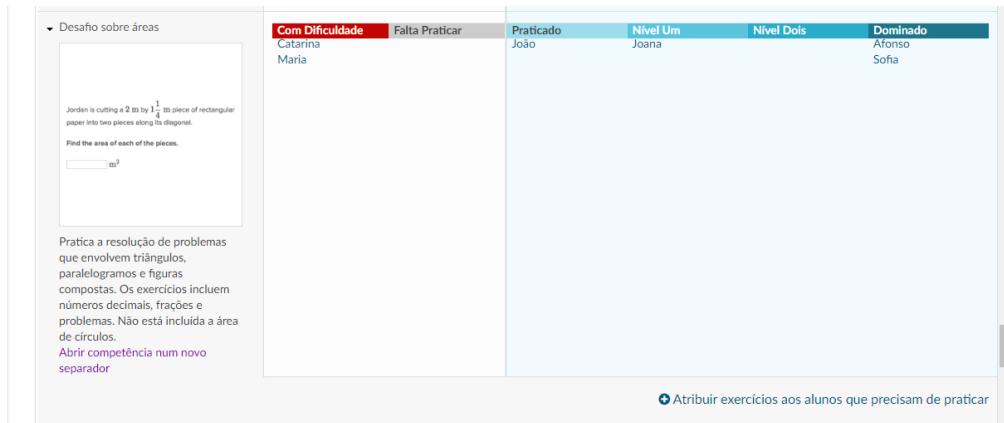 Desafio sobre áreas
Com Dificuldade Falta Praticar Praticado Nível Um Nível Dois Dominado
Catarina João Joana Afonso
Maria Sofia
Jordan is cutting a 2 m by 1 1/4 m piece of rectangular
paper into two pieces along its diagonal.
Find the area of each of the pieces.
m²
Pratica a resolução de problemas
que envolvem triângulos,
paralelogramos e figuras
compostas. Os exercícios incluem
números decimais, frações e
problemas. Não está incluída a área
de círculos.
Abrir competência num novo
separador
Atribuir exercícios aos alunos que precisam de praticar